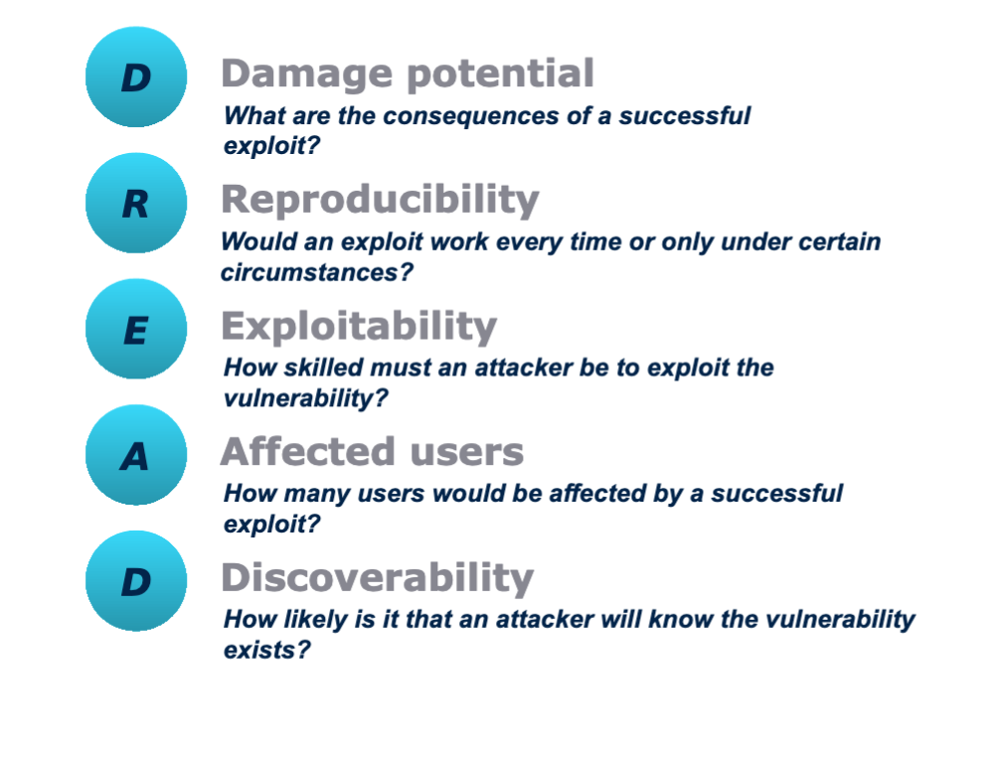 D
Damage potential
What are the consequences of a successful
exploit?
R
Reproducibility
Would an exploit work every time or only under certain
circumstances?
E
Exploitability
How skilled must an attacker be to exploit the
vulnerability?
A
Affected users
How many users would be affected by a successful
exploit?
D
Discoverability
How likely is it that an attacker will know the vulnerability
exists?